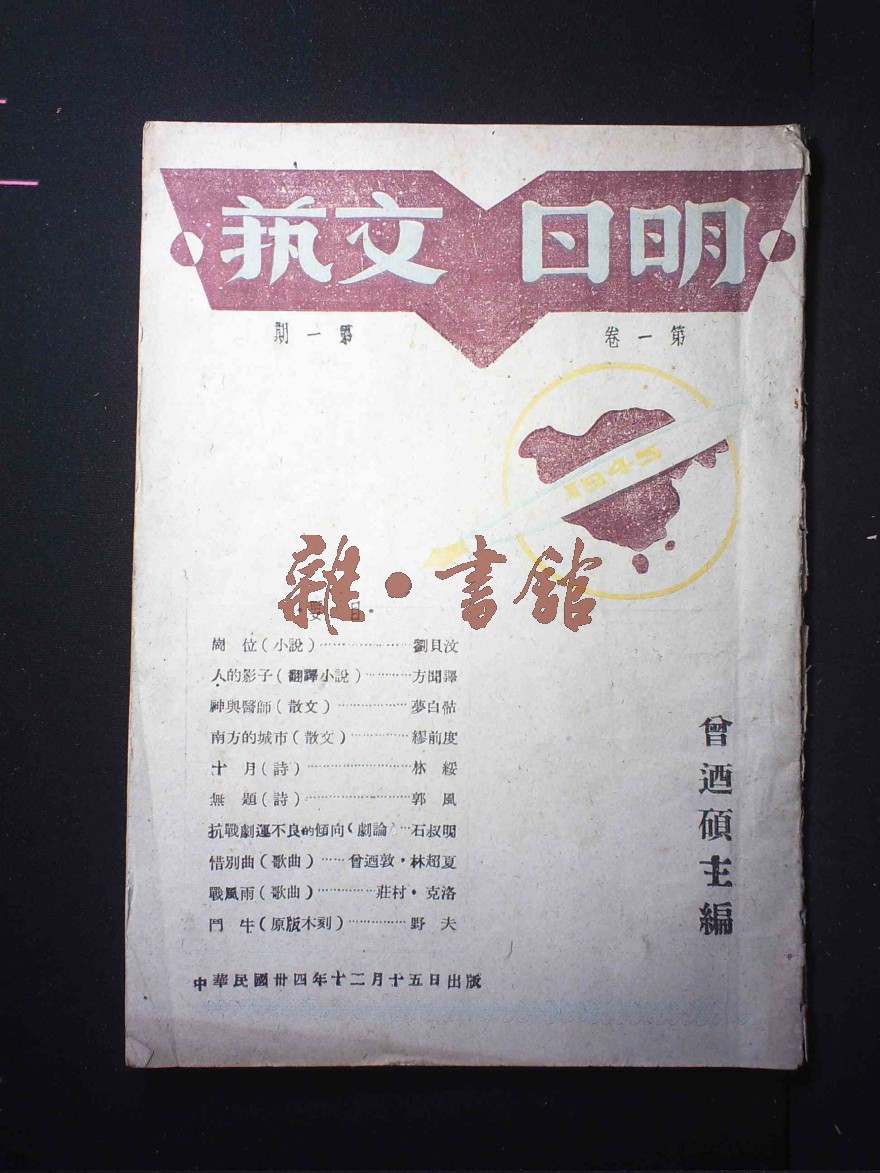 明日文藝
第一卷 第一期
1945
雜·書館
·要目·
崗位(小說)…………………劉貝汶
人的影子(翻譯小說)…………方聞譯
神與醫師(散文)………………夢白帖
南方的城市(散文)……………繆前度
十月(詩)………………………林綏
無題(詩)………………………郭風
抗戰劇運不良的傾向(劇論)…石叔明
惜別曲(歌曲)……曾迺敦·林超夏
戰風雨(歌曲)…………莊村·克洛
鬥牛(原版木刻)……………野夫
曾迺碩主編
中華民國卅四年十二月十五日出版